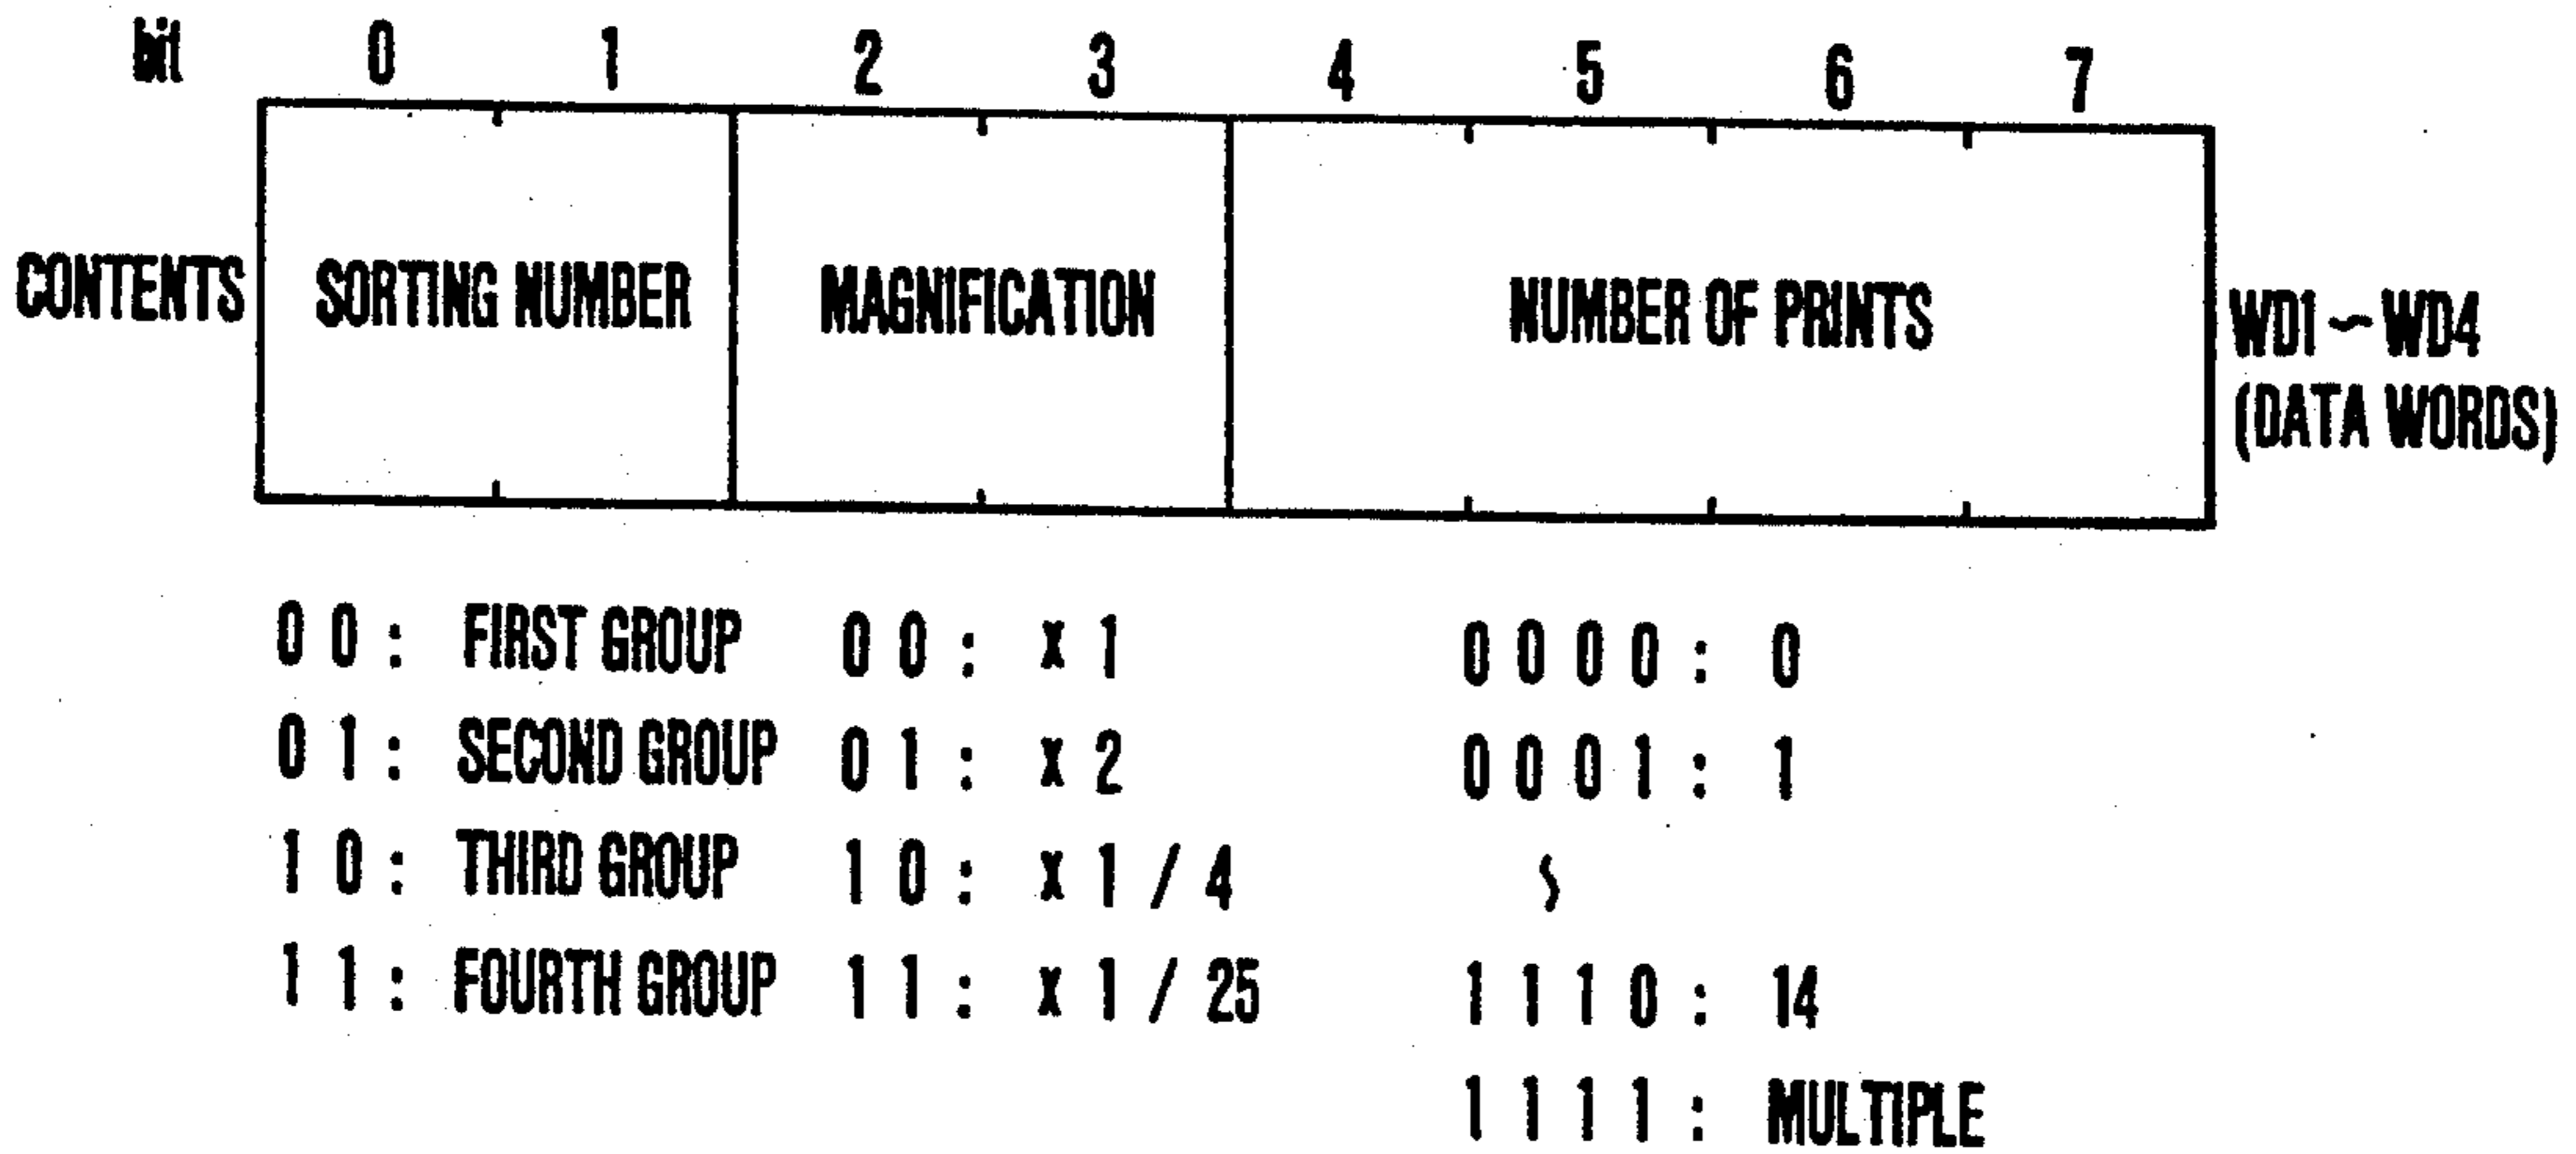 bit 0 1 2 3 4 5 6 7
CONTENTS SORTING NUMBER MAGNIFICATION NUMBER OF PRINTS WD1 ~ WD4
(DATA WORDS)
0 0 : FIRST GROUP 0 0 : x 1 0 0 0 0 : 0
0 1 : SECOND GROUP 0 1 : x 2 0 0 0 1 : 1
1 0 : THIRD GROUP 1 0 : x 1 / 4 ~
1 1 : FOURTH GROUP 1 1 : x 1 / 25 1 1 1 0 : 14
1 1 1 1 : MULTIPLE